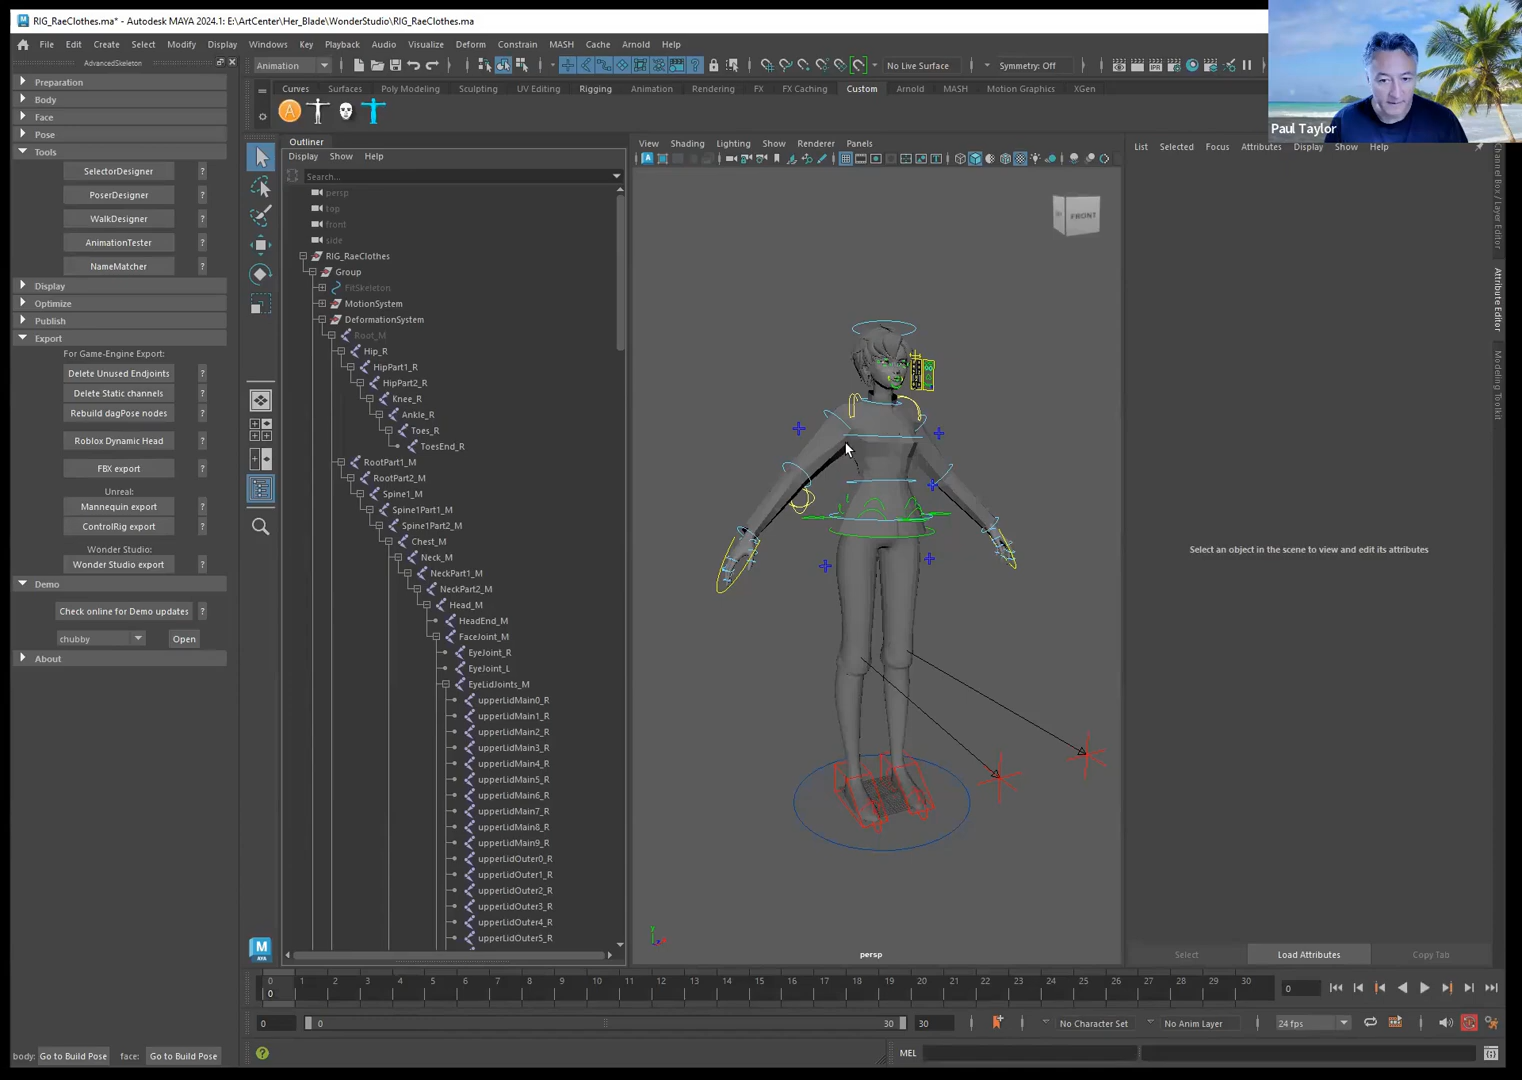 RIG_RaeClothes.ma* - Autodesk MAYA 2024.1: E:\ArtCenter\Her_Blade\WonderStudio\RIG_RaeClothes.ma
File Edit Create Select Modify Display Windows Key Playback Audio Visualize Deform Constrain MASH Cache Arnold Help
AdvancedSkeleton
Animation
No Live Surface
Symmetry: Off
Curves Surfaces Poly Modeling Sculpting UV Editing Rigging Animation Rendering FX FX Caching Custom Arnold MASH Motion Graphics XGen
Paul Taylor
Preparation
Body
Face
Pose
Tools
SelectorDesigner ?
PoserDesigner ?
WalkDesigner ?
AnimationTester ?
NameMatcher ?
Display
Optimize
Publish
Export
For Game-Engine Export:
Delete Unused Endpoints ?
Delete Static channels ?
Rebuild dagPose nodes ?
Roblox Dynamic Head ?
FBX export ?
Unreal:
Mannequin export ?
ControlRig export ?
Wonder Studio:
Wonder Studio export ?
Demo
Check online for Demo updates ?
chubby Open
About
body: Go to Build Pose face: Go to Build Pose
Outliner
Display Show Help
Search...
persp
top
front
side
RIG_RaeClothes
Group
FitSkeleton
MotionSystem
DeformationSystem
Root_M
Hip_R
HipPart1_R
HipPart2_R
Knee_R
Ankle_R
Toes_R
ToesEnd_R
RootPart1_M
RootPart2_M
Spine1_M
Spine1Part1_M
Spine1Part2_M
Chest_M
Neck_M
NeckPart1_M
NeckPart2_M
Head_M
HeadEnd_M
FaceJoint_M
EyeJoint_R
EyeJoint_L
EyeLidJoints_M
upperLidMain0_R
upperLidMain1_R
upperLidMain2_R
upperLidMain3_R
upperLidMain4_R
upperLidMain5_R
upperLidMain6_R
upperLidMain7_R
upperLidMain8_R
upperLidMain9_R
upperLidOuter0_R
upperLidOuter1_R
upperLidOuter2_R
upperLidOuter3_R
upperLidOuter4_R
upperLidOuter5_R
View Shading Lighting Show Renderer Panels
FRONT
persp
List Selected Focus Attributes Display Show Help
Select an object in the scene to view and edit its attributes
Select Load Attributes Copy Tab
Channel Box / Layer Editor
Attribute Editor
Modeling Toolkit
MAYA
0 1 2 3 4 5 6 7 8 9 10 11 12 13 14 15 16 17 18 19 20 21 22 23 24 25 26 27 28 29 30
0
0
0 0 30 30
No Character Set
No Anim Layer
24 fps
MEL